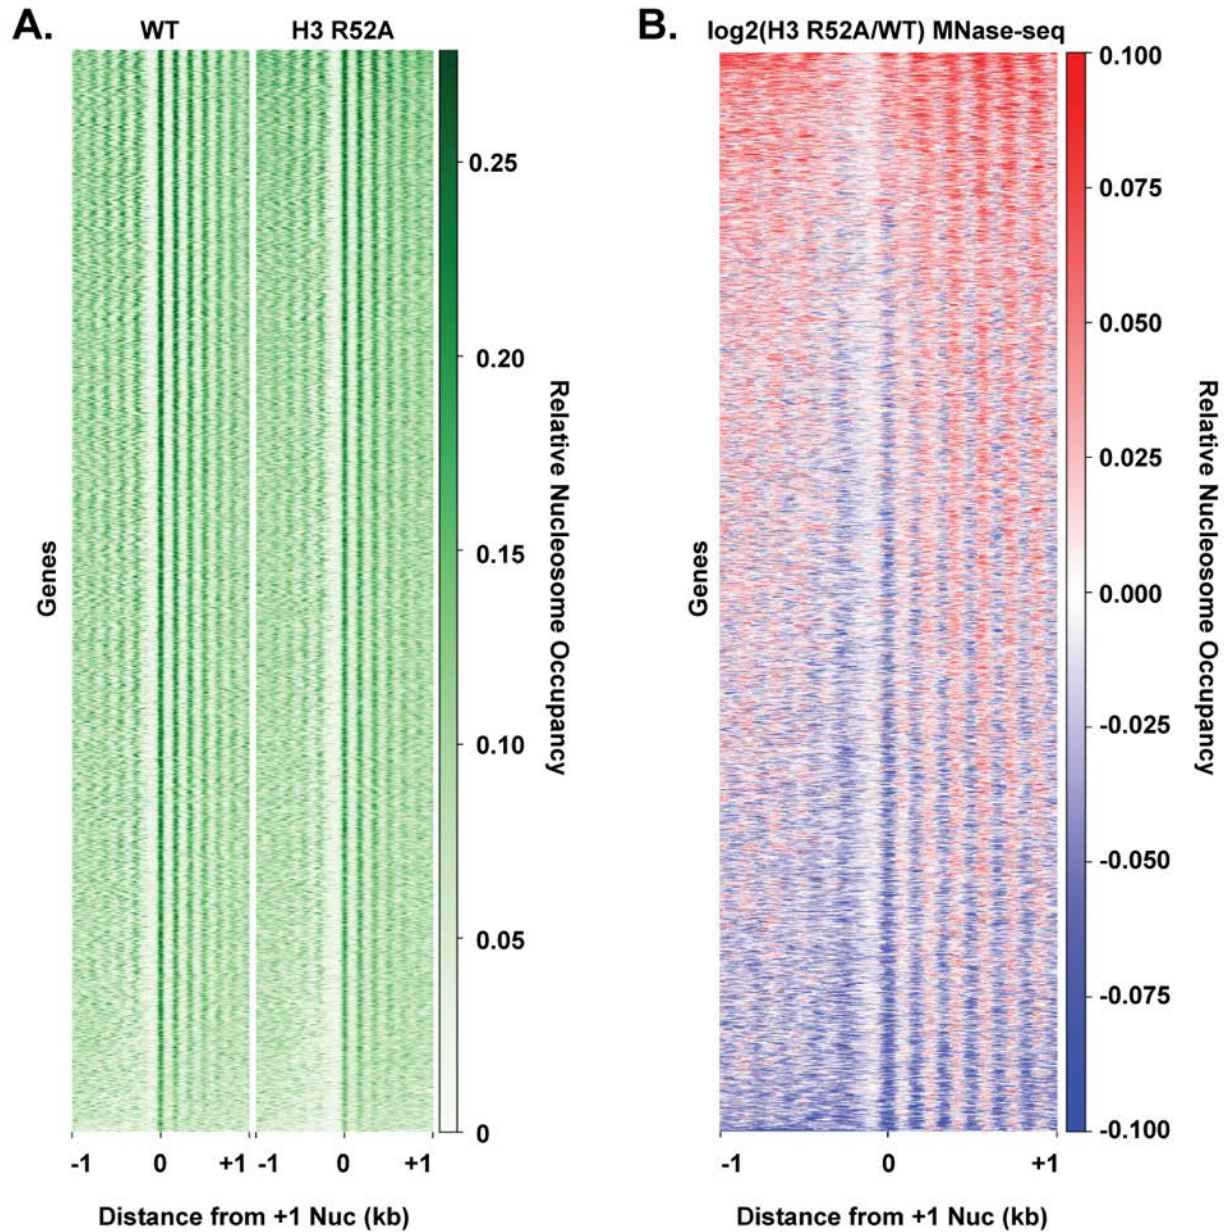 A.
WT
H3 R52A
0.25
0.20
0.15
0.10
0.05
0
Relative Nucleosome Occupancy
Genes
-1
0
+1
-1
0
+1
Distance from +1 Nuc (kb)
B.
log2(H3 R52A/WT) MNase-seq
0.100
0.075
0.050
0.025
0.000
-0.025
-0.050
-0.075
-0.100
Relative Nucleosome Occupancy
Genes
-1
0
+1
Distance from +1 Nuc (kb)